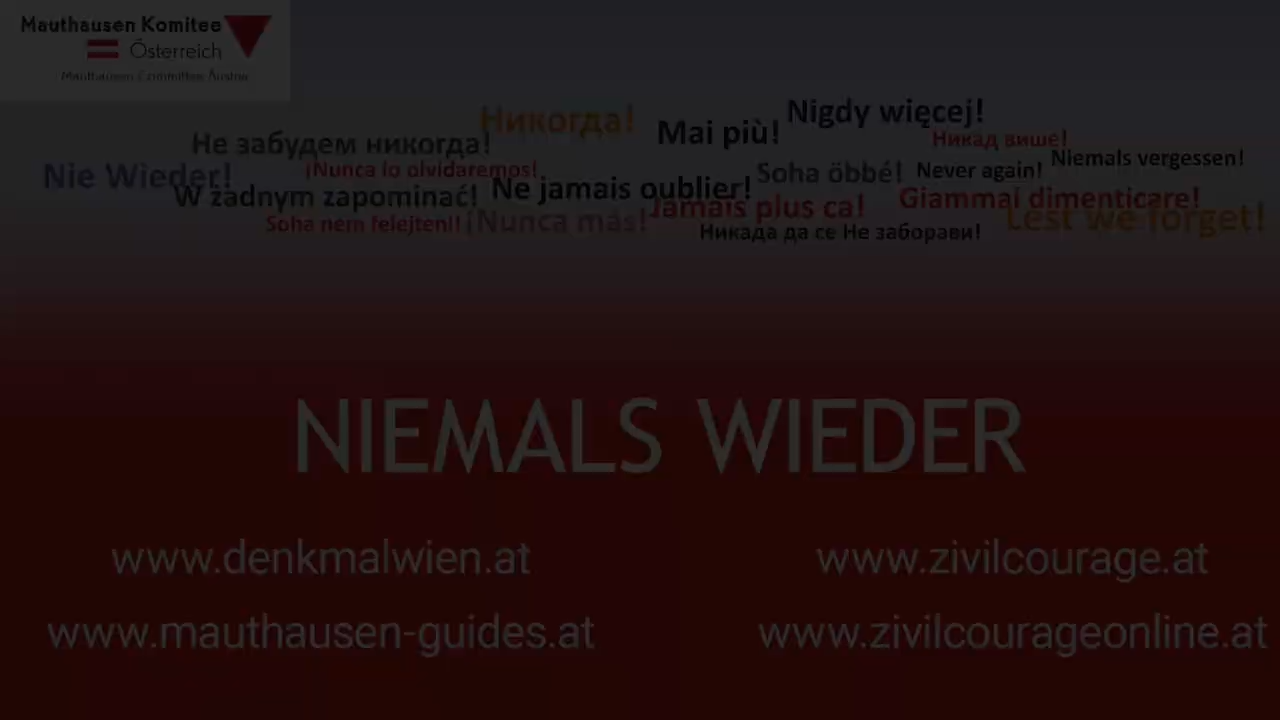 Mauthausen Komitee
Österreich
Mauthausen Committee Austria
Nigdy więcej!
Никогда!
Mai più!
Никад више!
Не забудем никогда!
Niemals vergessen!
¡Nunca lo olvidaremos!
Soha öbbé!
Never again!
Nie Wieder!
W żadnym zapominać!
Ne jamais oublier!
Giammai dimenticare!
Jamais plus ca!
Lest we forget!
Soha nem felejten!!
¡Nunca más!
Никада да се Не заборави!
NIEMALS WIEDER
www.denkmalwien.at
www.zivilcourage.at
www.mauthausen-guides.at
www.zivilcourageonline.at